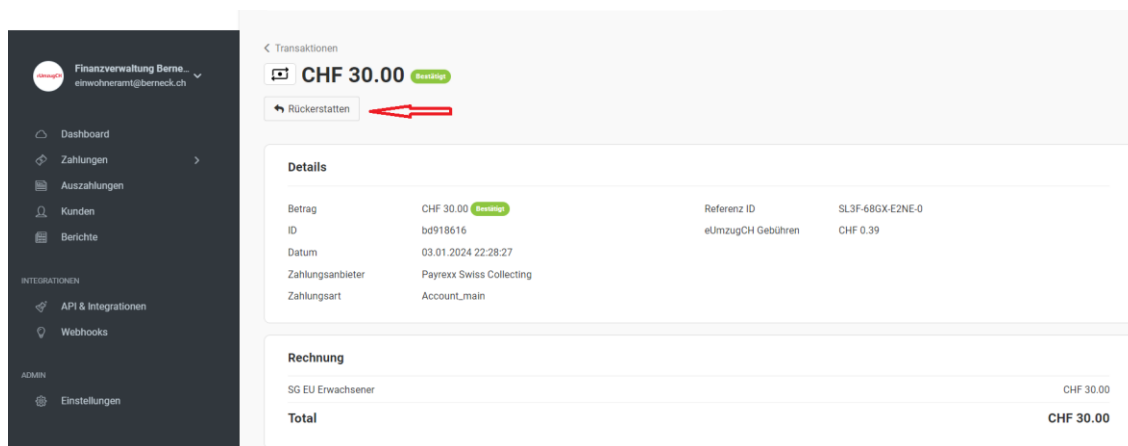 eUmzugCH
Finanzverwaltung Berne...
einwohneramt@berneck.ch
Dashboard
Zahlungen
Auszahlungen
Kunden
Berichte
INTEGRATIONEN
API & Integrationen
Webhooks
ADMIN
Einstellungen
Transaktionen
CHF 30.00 Bestätigt
Rückerstatten
Details
Betrag CHF 30.00 Bestätigt Referenz ID SL3F-68GX-E2NE-0
ID bd918616 eUmzugCH Gebühren CHF 0.39
Datum 03.01.2024 22:28:27
Zahlungsanbieter Payrexx Swiss Collecting
Zahlungsart Account_main
Rechnung
SG EU Erwachsener CHF 30.00
Total CHF 30.00